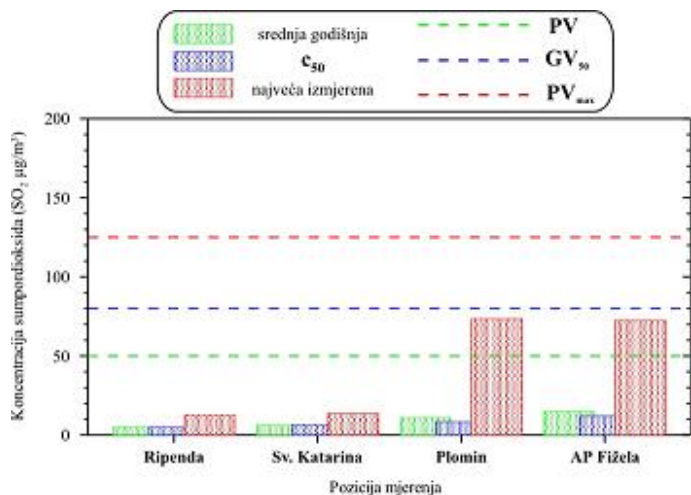 srednja godišnja
c₅₀
najveća izmjerena
PV
GV₅₀
PVₘₐₓ
Koncentracija sumpordioksida (SO₂ µg/m³)
200
150
100
50
0
Ripenda Sv. Katarina Plomin AP Fižela
Pozicija mjerenja